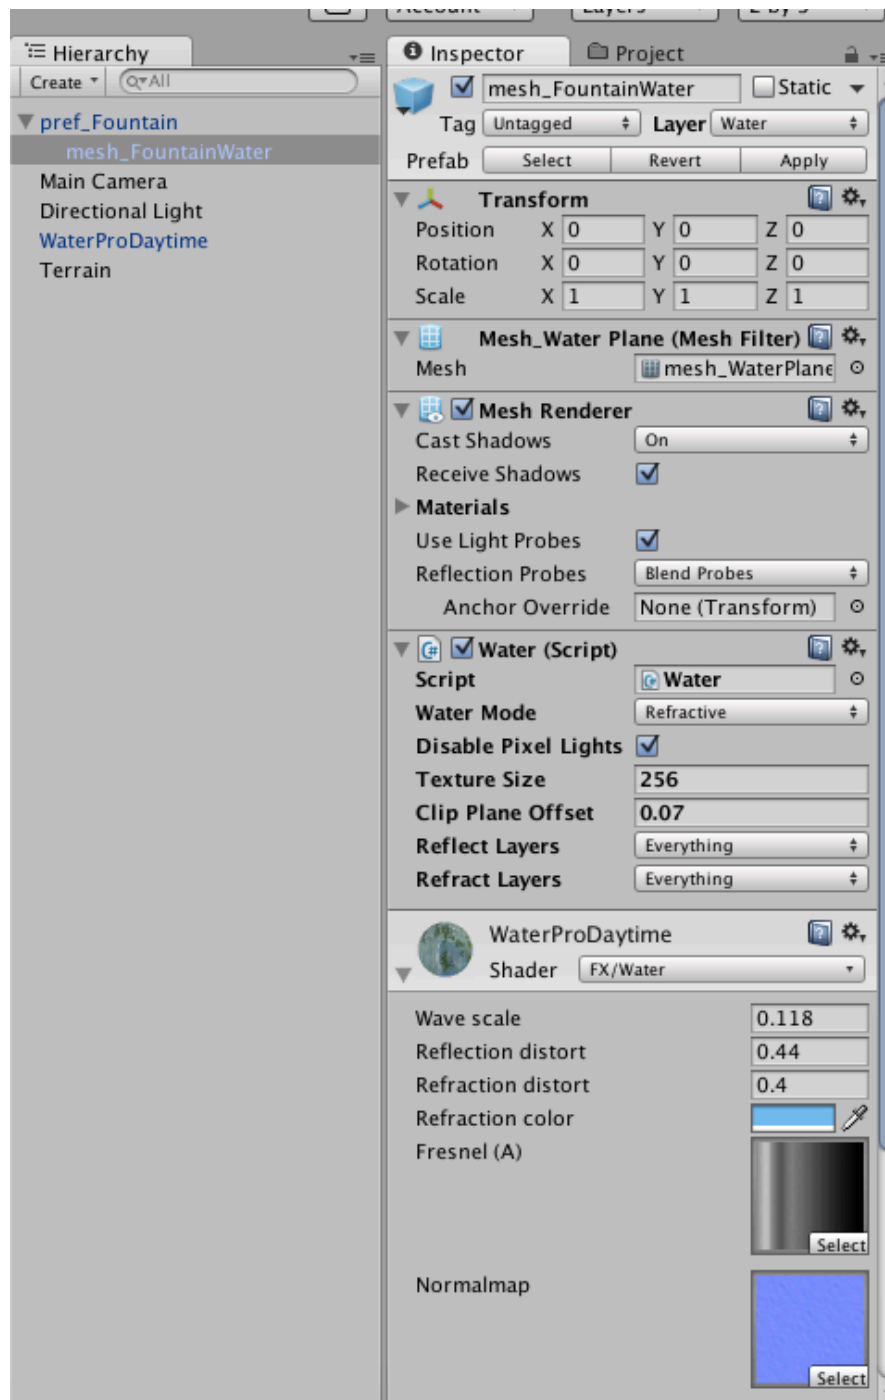 Account Layers 2 by 3
Hierarchy
Create All
pref_Fountain
mesh_FountainWater
Main Camera
Directional Light
WaterProDaytime
Terrain
Inspector Project
mesh_FountainWater Static
Tag Untagged Layer Water
Prefab Select Revert Apply
Transform
Position X 0 Y 0 Z 0
Rotation X 0 Y 0 Z 0
Scale X 1 Y 1 Z 1
Mesh_Water Plane (Mesh Filter)
Mesh mesh_WaterPlane
Mesh Renderer
Cast Shadows On
Receive Shadows
Materials
Use Light Probes
Reflection Probes Blend Probes
Anchor Override None (Transform)
Water (Script)
Script Water
Water Mode Refractive
Disable Pixel Lights
Texture Size 256
Clip Plane Offset 0.07
Reflect Layers Everything
Refract Layers Everything
WaterProDaytime
Shader FX/Water
Wave scale 0.118
Reflection distort 0.44
Refraction distort 0.4
Refraction color
Fresnel (A)
Select
Normalmap
Select